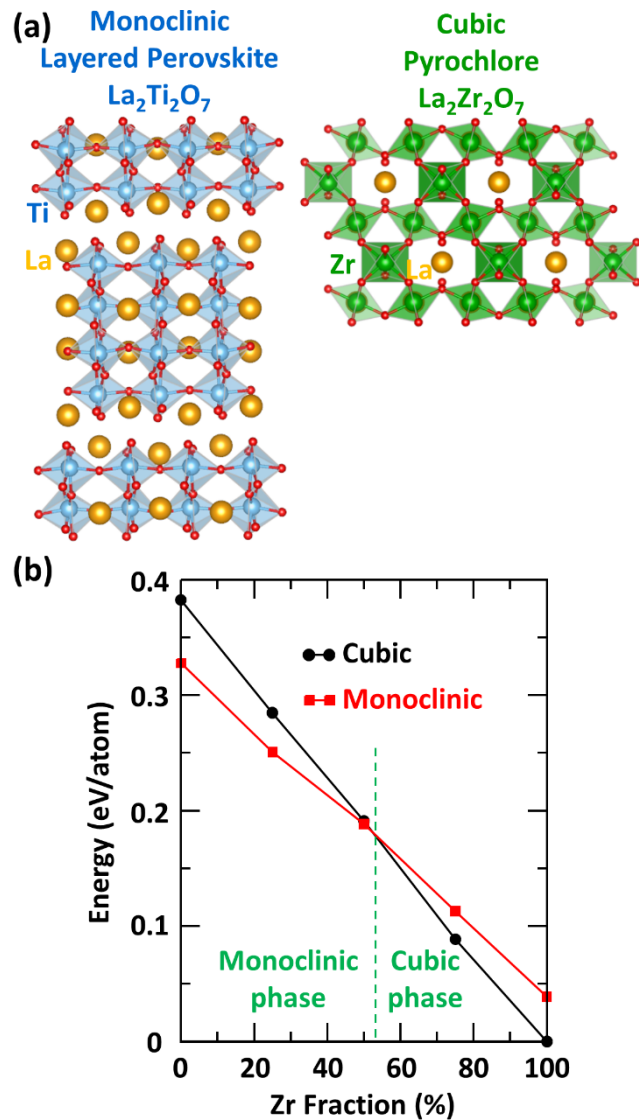 (a)
Monoclinic
Layered Perovskite
La₂Ti₂O₇
Cubic
Pyrochlore
La₂Zr₂O₇
Ti
La
Zr
La
(b)
Energy (eV/atom)
0.4
0.3
0.2
0.1
0
Cubic
Monoclinic
Monoclinic
phase
Cubic
phase
0 20 40 60 80 100
Zr Fraction (%)